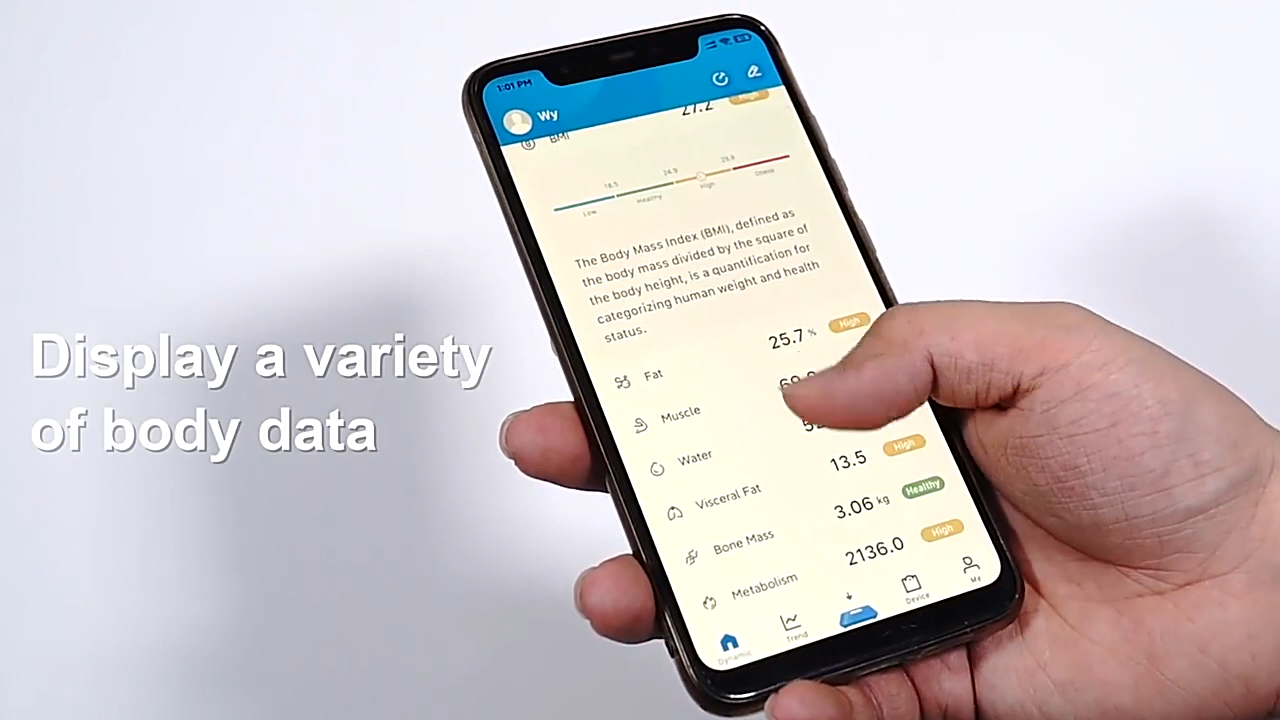 1:01 PM
Wy
27.2 High
BMI
18.5 24.9 29.9
Low Healthy High Obese
The Body Mass Index (BMI), defined as
the body mass divided by the square of
the body height, is a quantification for
categorizing human weight and health
status.
Fat 25.7 % High
Muscle
Water
Visceral Fat 13.5 High
Bone Mass 3.06 kg Healthy
Metabolism 2136.0 High
Dynamic Trend Device Me
Display a variety
of body data